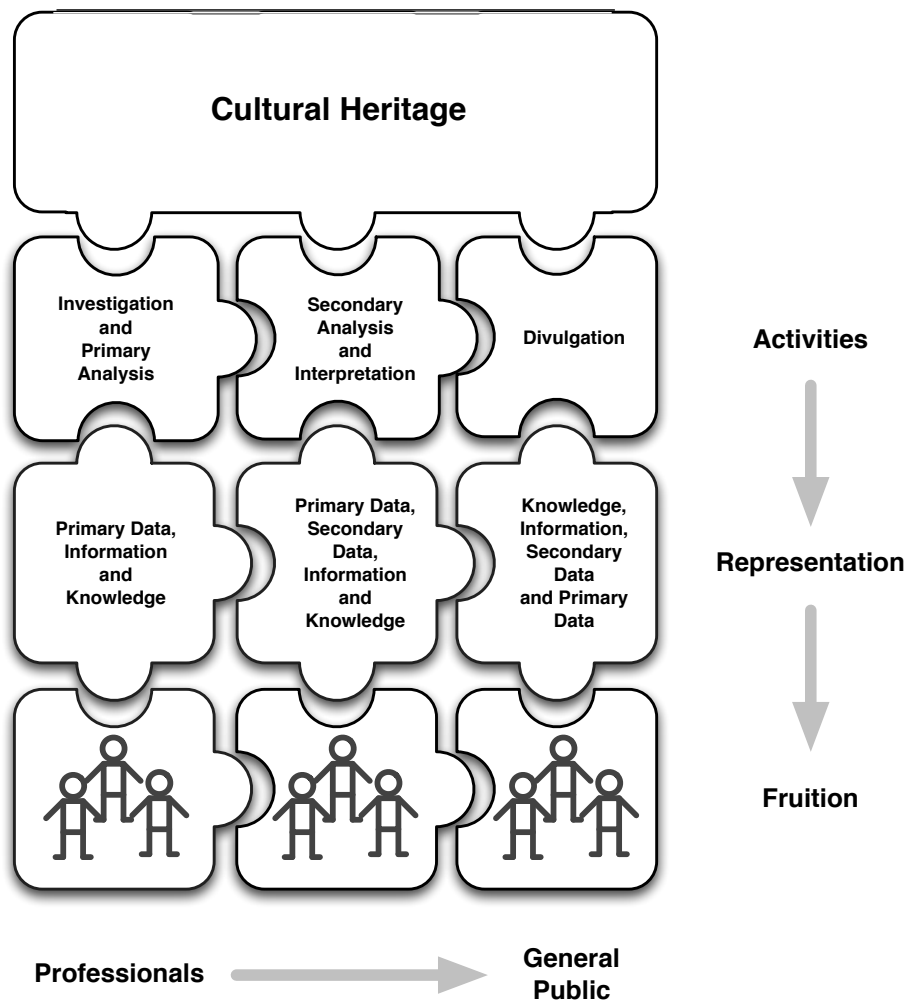 Cultural Heritage
Investigation
and
Primary
Analysis
Secondary
Analysis
and
Interpretation
Divulgation
Activities
Primary Data,
Information
and
Knowledge
Primary Data,
Secondary
Data,
Information
and
Knowledge
Knowledge,
Information,
Secondary
Data
and Primary
Data
Representation
Fruition
Professionals
General
Public